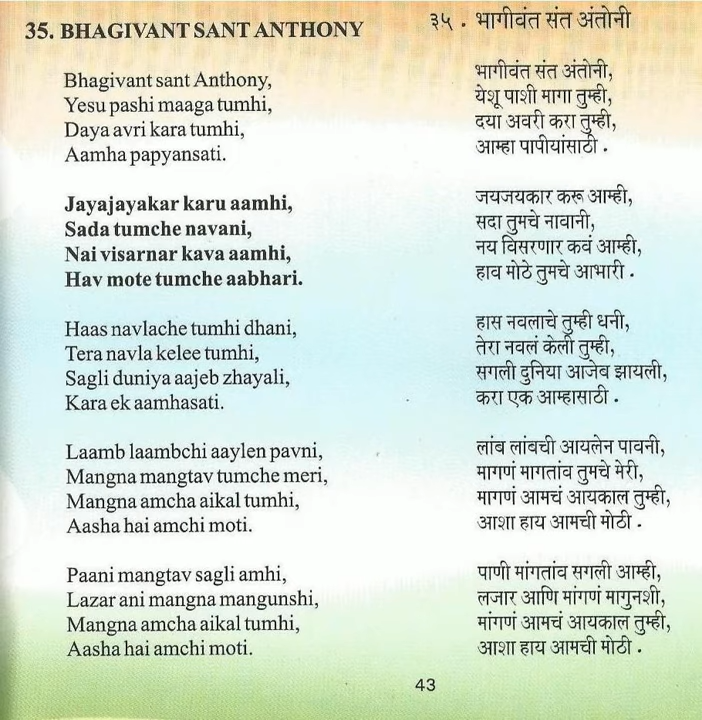 35. BHAGIVANT SANT ANTHONY
Bhagivant sant Anthony,
Yesu pashi maaga tumhi,
Daya avri kara tumhi,
Aamha papyansati.
Jayajayakar karu aamhi,
Sada tumche navani,
Nai visarnar kava aamhi,
Hav mote tumche aabhari.
Haas navlache tumhi dhani,
Tera navla kelee tumhi,
Sagli duniya aajeb zhayali,
Kara ek aamhasati.
Laamb laambchi aaylen pavni,
Mangna mangtav tumche meri,
Mangna amcha aikal tumhi,
Aasha hai amchi moti.
Paani mangtav sagli amhi,
Lazar ani mangna mangunshi,
Mangna amcha aikal tumhi,
Aasha hai amchi moti.
३५ . भागीवंत संत अंतोनी
भागीवंत संत अंतोनी,
येशू पाशी मागा तुम्ही,
दया अवरी करा तुम्ही,
आम्हा पापीयांसाठी .
जयजयकार करू आम्ही,
सदा तुमचे नावानी,
नय विसरणार कवं आम्ही,
हाव मोठे तुमचे आभारी .
हास नवलाचे तुम्ही धनी,
तेरा नवलं केली तुम्ही,
सगली दुनिया आजेव झायली,
करा एक आम्हासाठी .
लांब लांबची आयलेन पावनी,
मागणं मागतांव तुमचे मेरी,
मागणं आमचं आयकाल तुम्ही,
आशा हाय आमची मोठी .
पाणी मांगतांव सगली आम्ही,
लजार आणि मांगणं मागुनशी,
मांगणं आमचं आयकाल तुम्ही,
आशा हाय आमची मोठी .
43